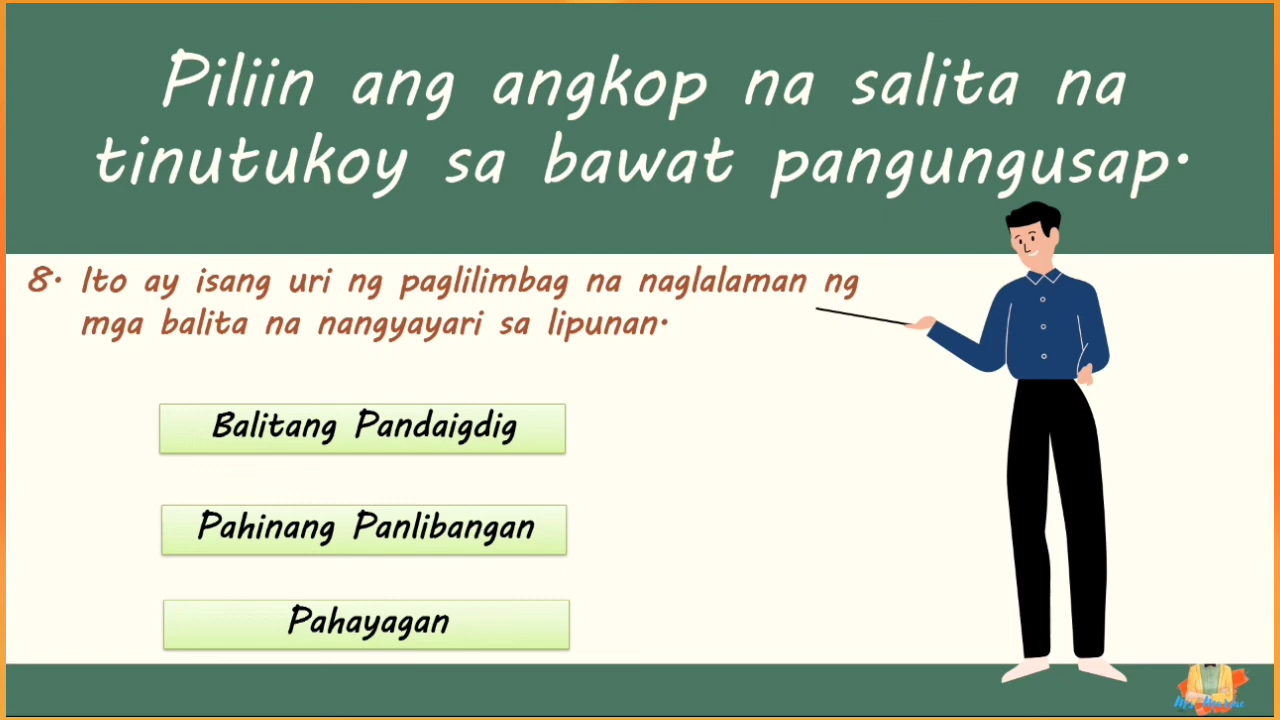 Piliin ang angkop na salita na
tinutukoy sa bawat pangungusap.
8. Ito ay isang uri ng paglilimbag na naglalaman ng
mga balita na nangyayari sa lipunan.
Balitang Pandaigdig
Pahinang Panlibangan
Pahayagan